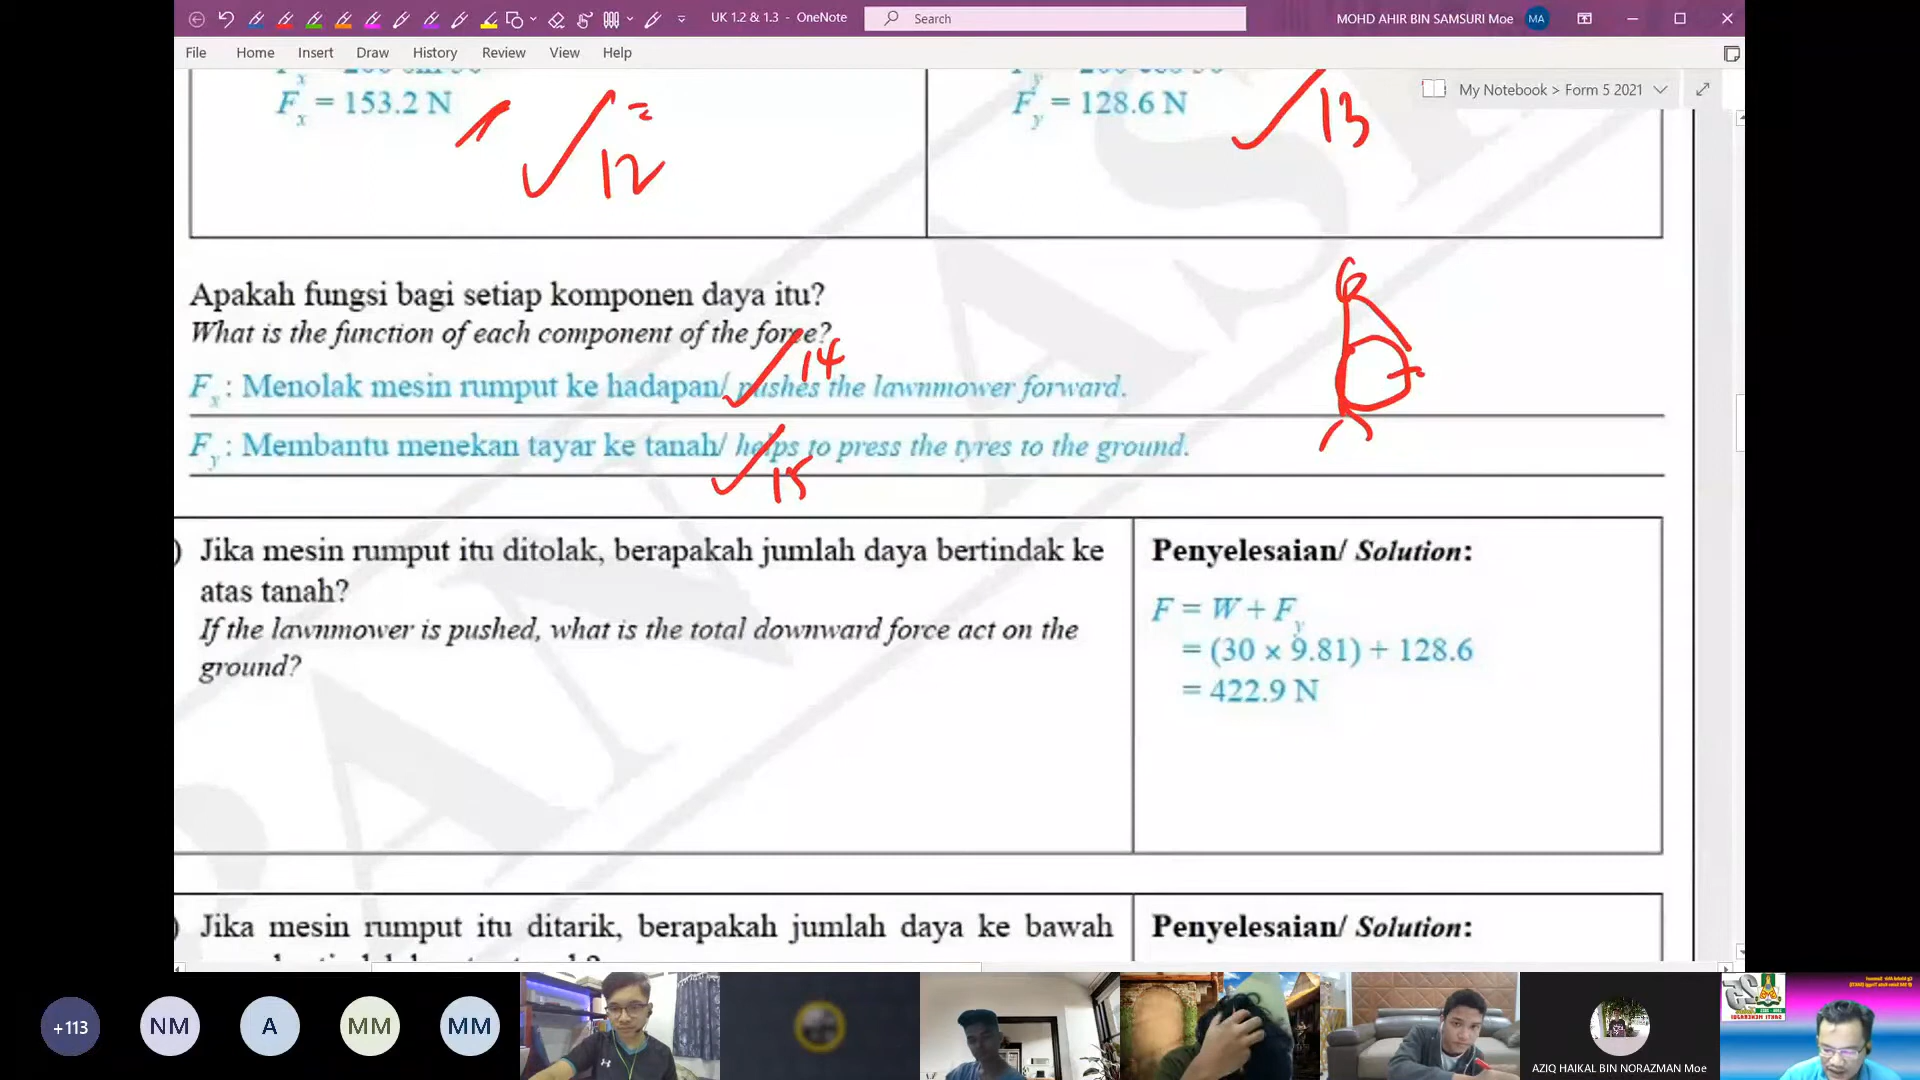 UK 1.2 & 1.3 - OneNote
Search
MOHD AHIR BIN SAMSURI Moe
MA
File Home Insert Draw History Review View Help
My Notebook > Form 5 2021
Fx = 153.2 N
= 12
Fy = 128.6 N
13
Apakah fungsi bagi setiap komponen daya itu?
What is the function of each component of the force?
14
Fx : Menolak mesin rumput ke hadapan/ pushes the lawnmower forward.
Fy : Membantu menekan tayar ke tanah/ helps to press the tyres to the ground.
15
) Jika mesin rumput itu ditolak, berapakah jumlah daya bertindak ke
atas tanah?
If the lawnmower is pushed, what is the total downward force act on the
ground?
Penyelesaian/ Solution:
F = W + Fy
= (30 × 9.81) + 128.6
= 422.9 N
) Jika mesin rumput itu ditarik, berapakah jumlah daya ke bawah
Penyelesaian/ Solution:
+113
NM
A
MM
MM
AZIQ HAIKAL BIN NORAZMAN Moe